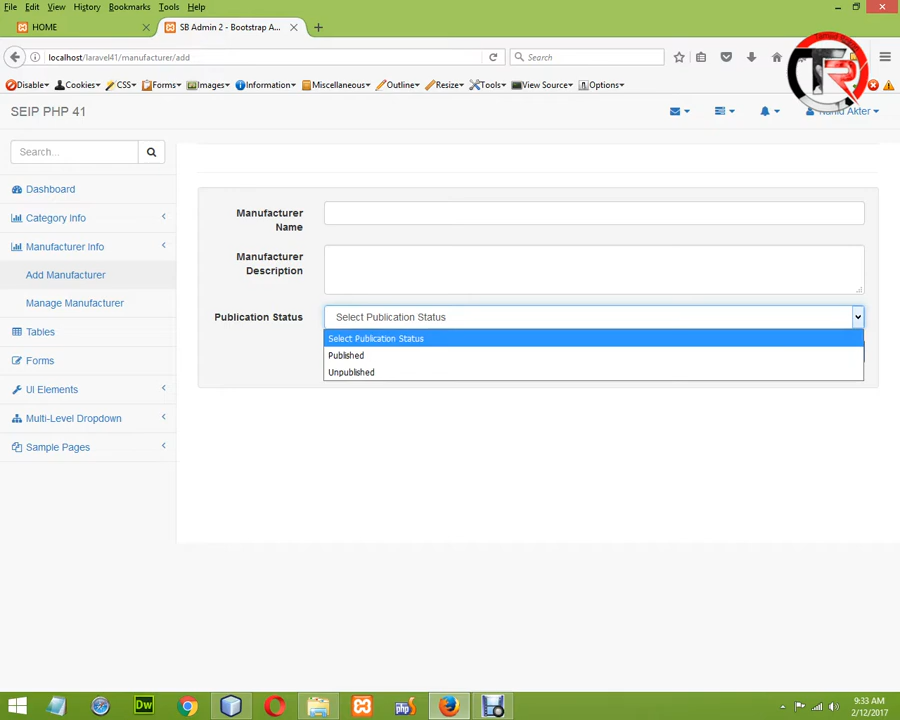 File Edit View History Bookmarks Tools Help
HOME
SB Admin 2 - Bootstrap A...
localhost/laravel41/manufacturer/add
Search
Disable Cookies CSS Forms Images Information Miscellaneous Outline Resize Tools View Source Options
SEIP PHP 41
Akter
Search...
Dashboard
Category Info
Manufacturer Info
Add Manufacturer
Manage Manufacturer
Tables
Forms
UI Elements
Multi-Level Dropdown
Sample Pages
Manufacturer
Name
Manufacturer
Description
Publication Status
Select Publication Status
Select Publication Status
Published
Unpublished
Dw
php
9:33 AM
2/12/2017